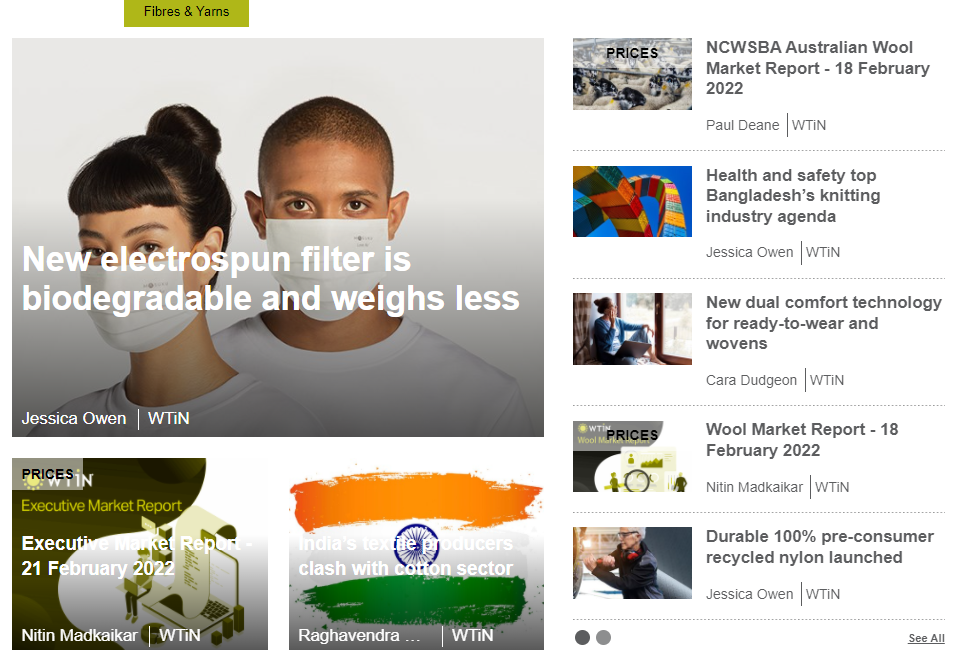 Fibres & Yarns
New electrospun filter is
biodegradable and weighs less
Jessica Owen | WTiN
PRICES
WTiN
Executive Market Report
Executive Market Report -
21 February 2022
Nitin Madkaikar | WTiN
India's textile producers
clash with cotton sector
Raghavendra ... | WTiN
PRICES
NCWSBA Australian Wool
Market Report - 18 February
2022
Paul Deane | WTiN
Health and safety top
Bangladesh’s knitting
industry agenda
Jessica Owen | WTiN
New dual comfort technology
for ready-to-wear and
wovens
Cara Dudgeon | WTiN
WTiN
PRICES
Wool Market Report - 18
February 2022
Nitin Madkaikar | WTiN
Durable 100% pre-consumer
recycled nylon launched
Jessica Owen | WTiN
See All